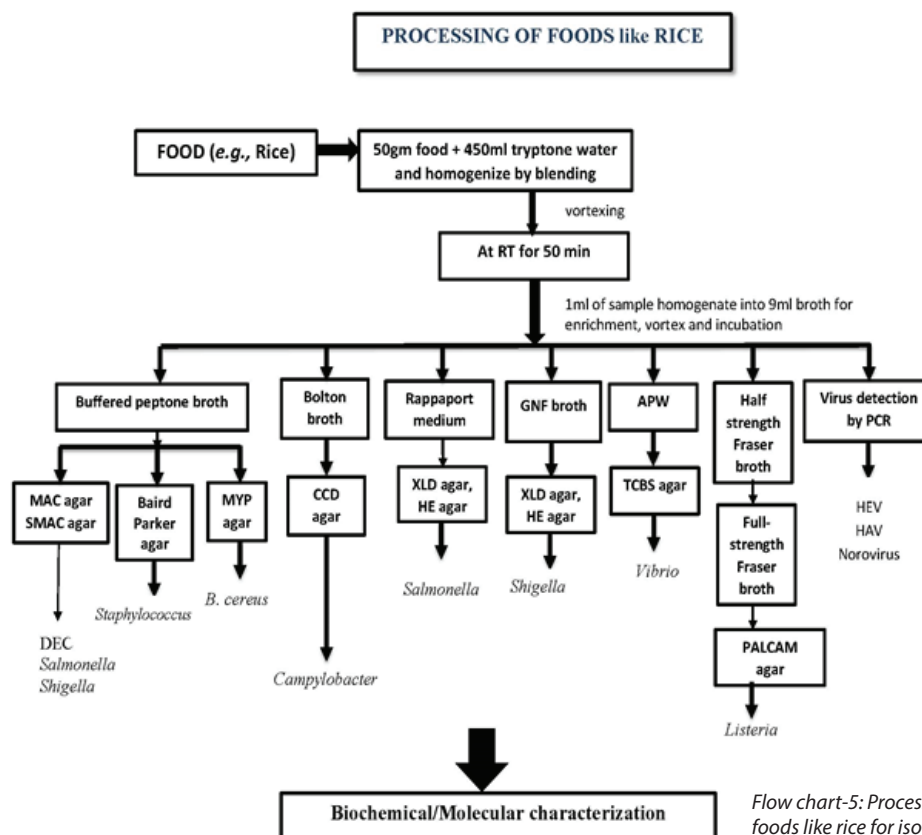 PROCESSING OF FOODS like RICE
FOOD (e.g., Rice)
50gm food + 450ml tryptone water
and homogenize by blending
vortexing
At RT for 50 min
1ml of sample homogenate into 9ml broth for
enrichment, vortex and incubation
Buffered peptone broth
Bolton
broth
Rappaport
medium
GNF broth
APW
Half
strength
Fraser
broth
Virus detection
by PCR
MAC agar
SMAC agar
Baird
Parker
agar
MYP
agar
CCD
agar
XLD agar,
HE agar
XLD agar,
HE agar
TCBS agar
Full-
strength
Fraser
broth
HEV
HAV
Norovirus
DEC
Salmonella
Shigella
Staphylococcus
B. cereus
Campylobacter
Salmonella
Shigella
Vibrio
PALCAM
agar
Listeria
Biochemical/Molecular characterization
Flow chart-5: Proces
foods like rice for iso